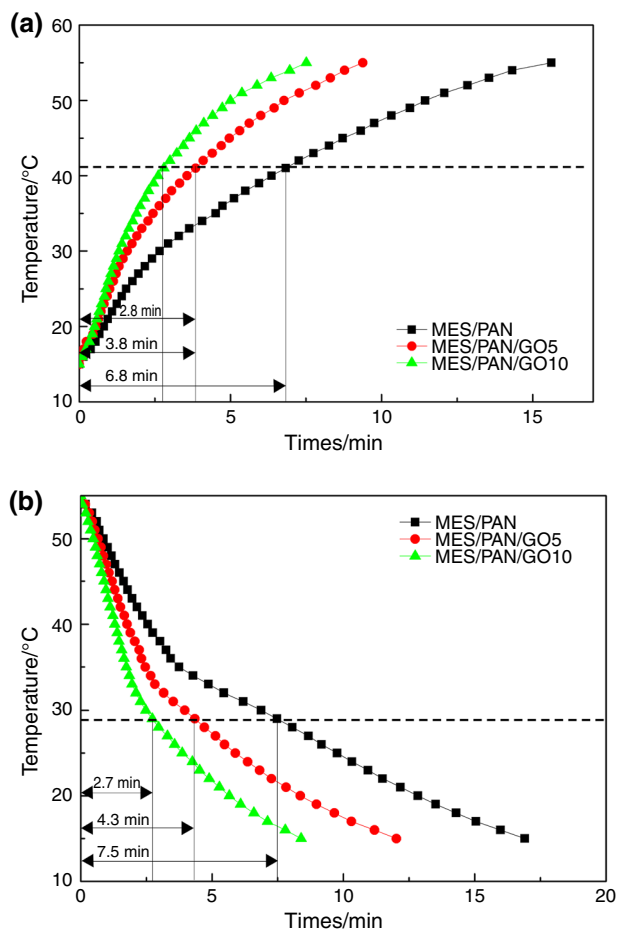 (a)
60
50
40
30
20
10
Temperature/°C
MES/PAN
MES/PAN/GO5
MES/PAN/GO10
2.8 min
3.8 min
6.8 min
0 5 10 15
Times/min
(b)
50
40
30
20
10
Temperature/°C
MES/PAN
MES/PAN/GO5
MES/PAN/GO10
2.7 min
4.3 min
7.5 min
0 5 10 15 20
Times/min